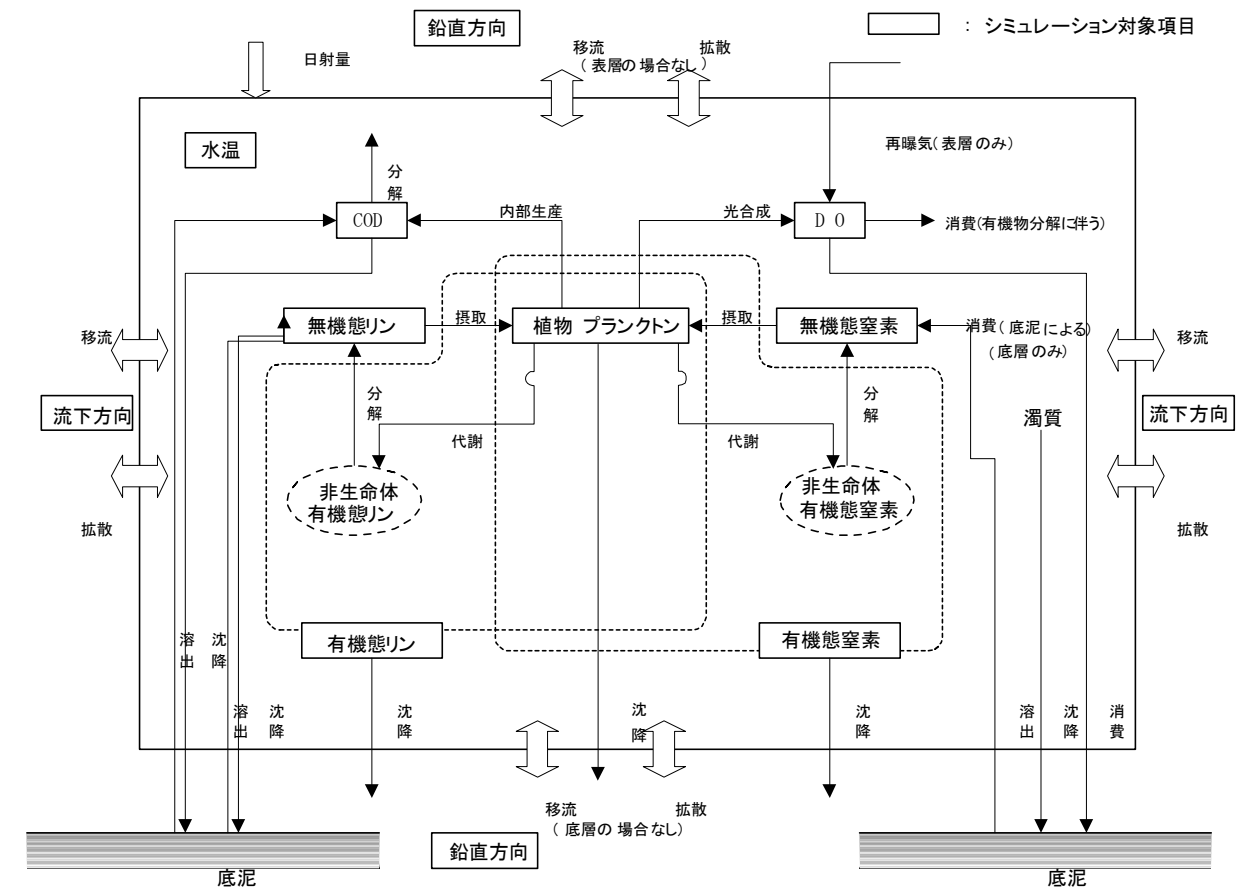 鉛直方向
： シミュレーション対象項目
日射量
移流
拡散
（ 表層の 場合なし）
水温
再曝気（表層のみ）
分解
COD
内部生産
光合成
D O
消費（有機物分解に伴う）
無機態リン
摂取
植物 プランクトン
摂取
無機態窒素
消費（ 底泥による）
（底層のみ）
移流
移流
流下方向
流下方向
分解
分解
代謝
代謝
濁質
非生命体
有機態リン
非生命体
有機態窒素
拡散
拡散
有機態リン
有機態窒素
溶出
沈降
溶出
沈降
沈降
沈降
沈降
溶出
沈降
消費
移流
拡散
（ 底層の 場合なし）
鉛直方向
底泥
底泥